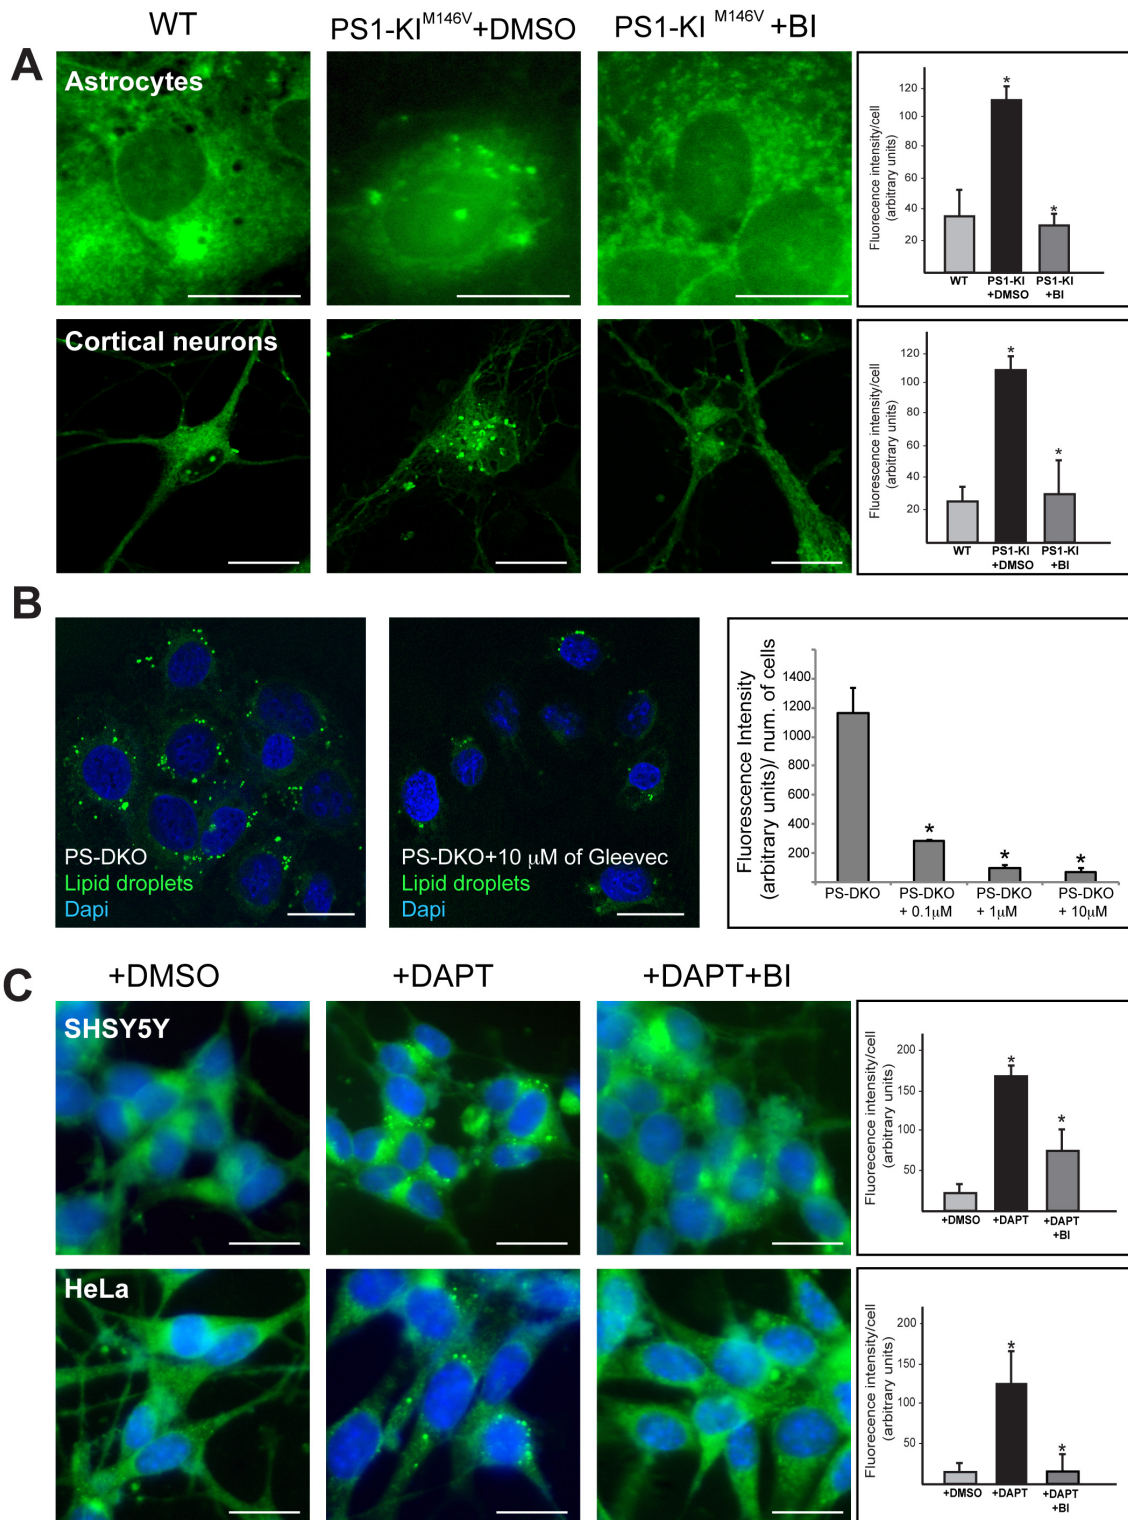 WT
PS1-KI M146V +DMSO
PS1-KI M146V +BI
A
Astrocytes
Fluorecence intensity/cell
(arbitrary units)
120
100
80
60
40
20
*
*
WT
PS1-KI
+DMSO
PS1-KI
+BI
Cortical neurons
Fluorescence intensity/cell
(arbitrary units)
120
100
80
60
40
20
*
*
WT
PS1-KI
+DMSO
PS1-KI
+BI
B
PS-DKO
Lipid droplets
Dapi
PS-DKO+10 μM of Gleevec
Lipid droplets
Dapi
Fluorescence Intensity
(arbitrary units)/ num. of cells
1400
1200
1000
800
600
400
200
*
*
*
PS-DKO
PS-DKO
+ 0.1μM
PS-DKO
+ 1μM
PS-DKO
+ 10μM
C
+DMSO
+DAPT
+DAPT+BI
SHSY5Y
Fluorecence intensity/cell
(arbitrary units)
200
150
100
50
*
*
+DMSO
+DAPT
+DAPT
+BI
HeLa
Fluorecence intensity/cell
(arbitrary units)
200
150
100
50
*
*
+DMSO
+DAPT
+DAPT
+BI